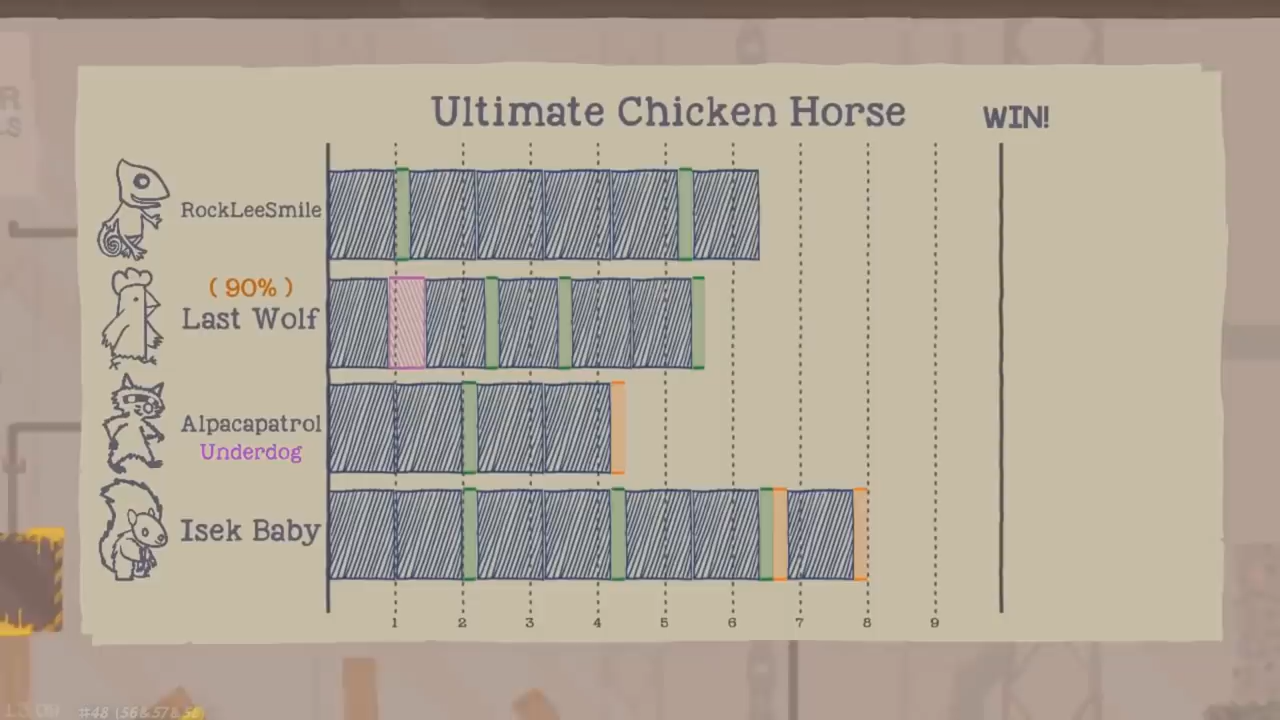 Ultimate Chicken Horse
WIN!
RockLeeSmile
( 90% )
Last Wolf
Alpacapatrol
Underdog
Isek Baby
1 2 3 4 5 6 7 8 9